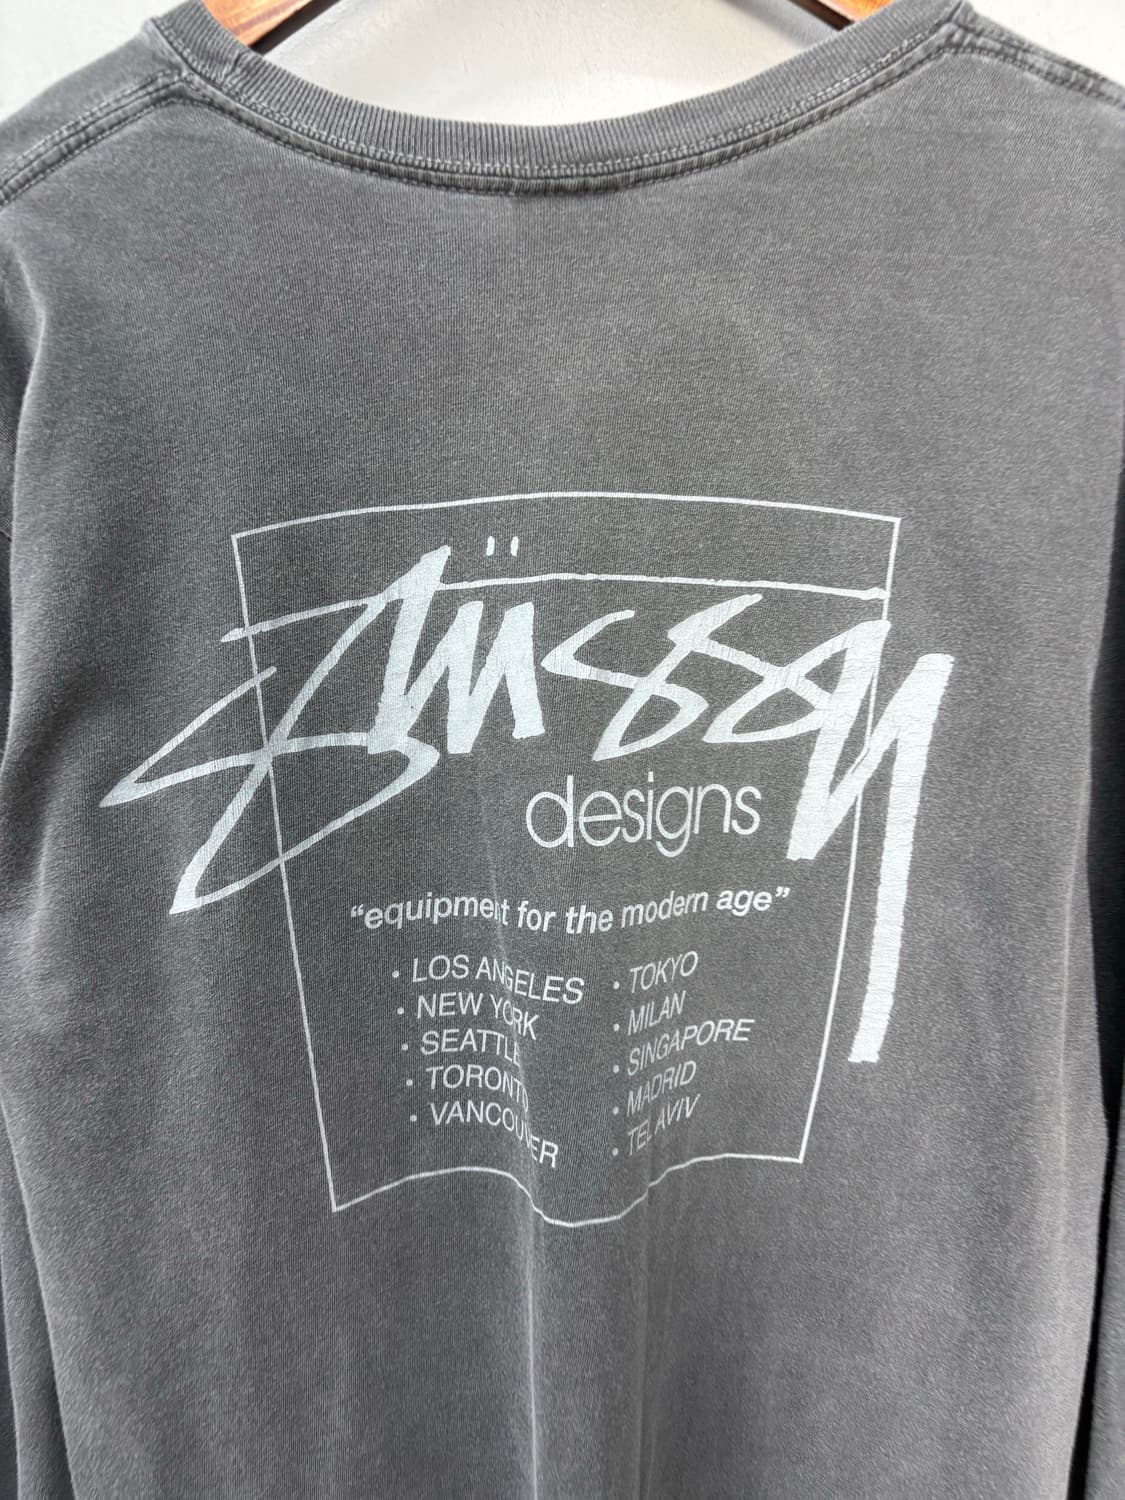 Stüssy
designs
“equipment for the modern age”
• LOS ANGELES
• NEW YORK
• SEATTLE
• TORONTO
• VANCOUVER
• TOKYO
• MILAN
• SINGAPORE
• MADRID
• TEL AVIV